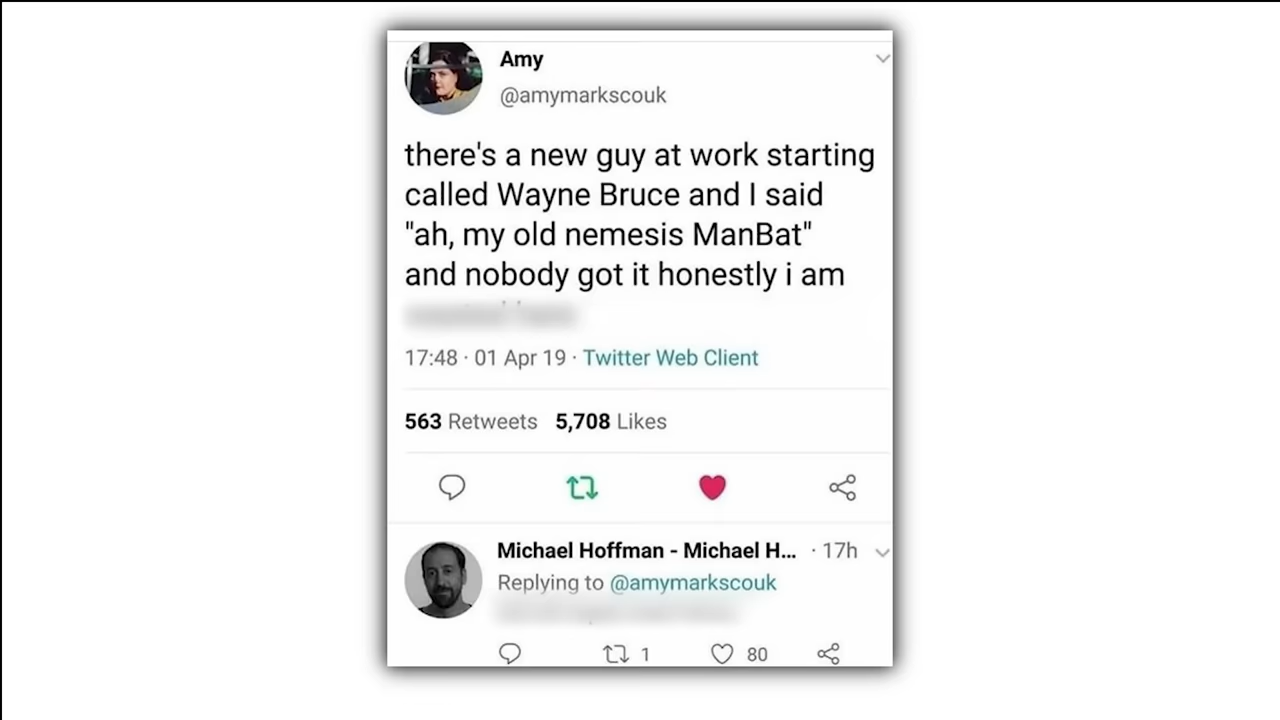 Amy
@amymarkscouk
there's a new guy at work starting
called Wayne Bruce and I said
"ah, my old nemesis ManBat"
and nobody got it honestly i am
17:48 · 01 Apr 19 · Twitter Web Client
563 Retweets 5,708 Likes
Michael Hoffman - Michael H... · 17h
Replying to @amymarkscouk
1 80